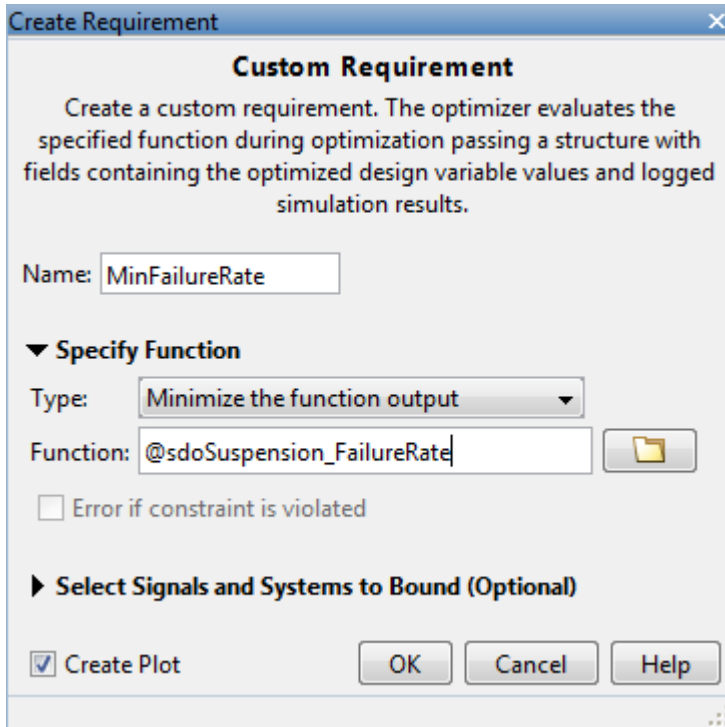 Create Requirement
Custom Requirement
Create a custom requirement. The optimizer evaluates the
specified function during optimization passing a structure with
fields containing the optimized design variable values and logged
simulation results.
Name: MinFailureRate
Specify Function
Type: Minimize the function output
Function: @sdoSuspension_FailureRate
Error if constraint is violated
Select Signals and Systems to Bound (Optional)
Create Plot OK Cancel Help